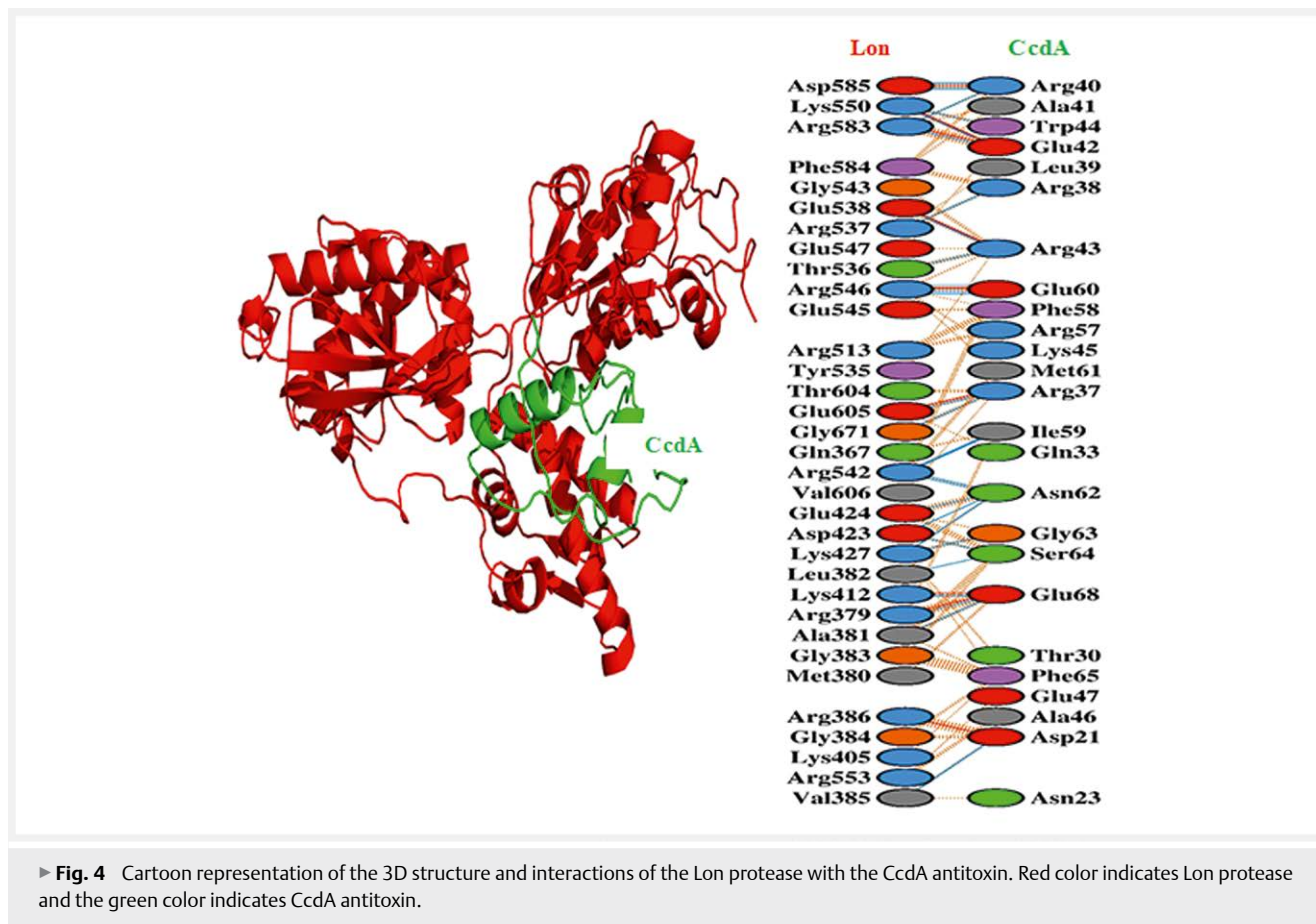 Lon CcdA
Asp585 Arg40
Lys550 Ala41
Arg583 Trp44
Glu42
Phe584 Leu39
Gly543 Arg38
Glu538
Arg537
Glu547 Arg43
Thr536
Arg546 Glu60
Glu545 Phe58
Arg57
Arg513 Lys45
Tyr535 Met61
Thr604 Arg37
Glu605
Gly671 Ile59
Gln367 Gln33
Arg542
Val606 Asn62
Glu424
Asp423 Gly63
Lys427 Ser64
Leu382
Lys412 Glu68
Arg379
Ala381
Gly383 Thr30
Met380 Phe65
Glu47
Arg386 Ala46
Gly384 Asp21
Lys405
Arg553
Val385 Asn23
CcdA
▶ Fig. 4 Cartoon representation of the 3D structure and interactions of the Lon protease with the CcdA antitoxin. Red color indicates Lon protease
and the green color indicates CcdA antitoxin.